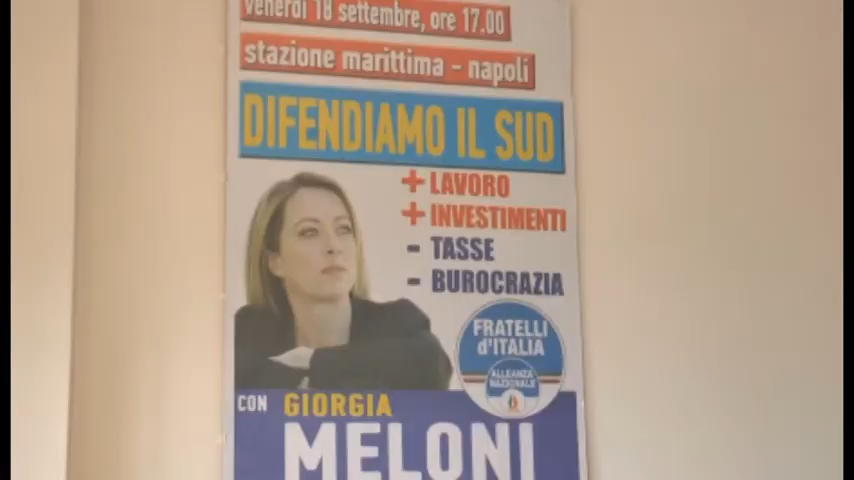 venerdì 18 settembre, ore 17.00
stazione marittima - napoli
DIFENDIAMO IL SUD
+ LAVORO
+ INVESTIMENTI
- TASSE
- BUROCRAZIA
FRATELLI
d'ITALIA
ALLEANZA
NAZIONALE
CON GIORGIA
MELONI